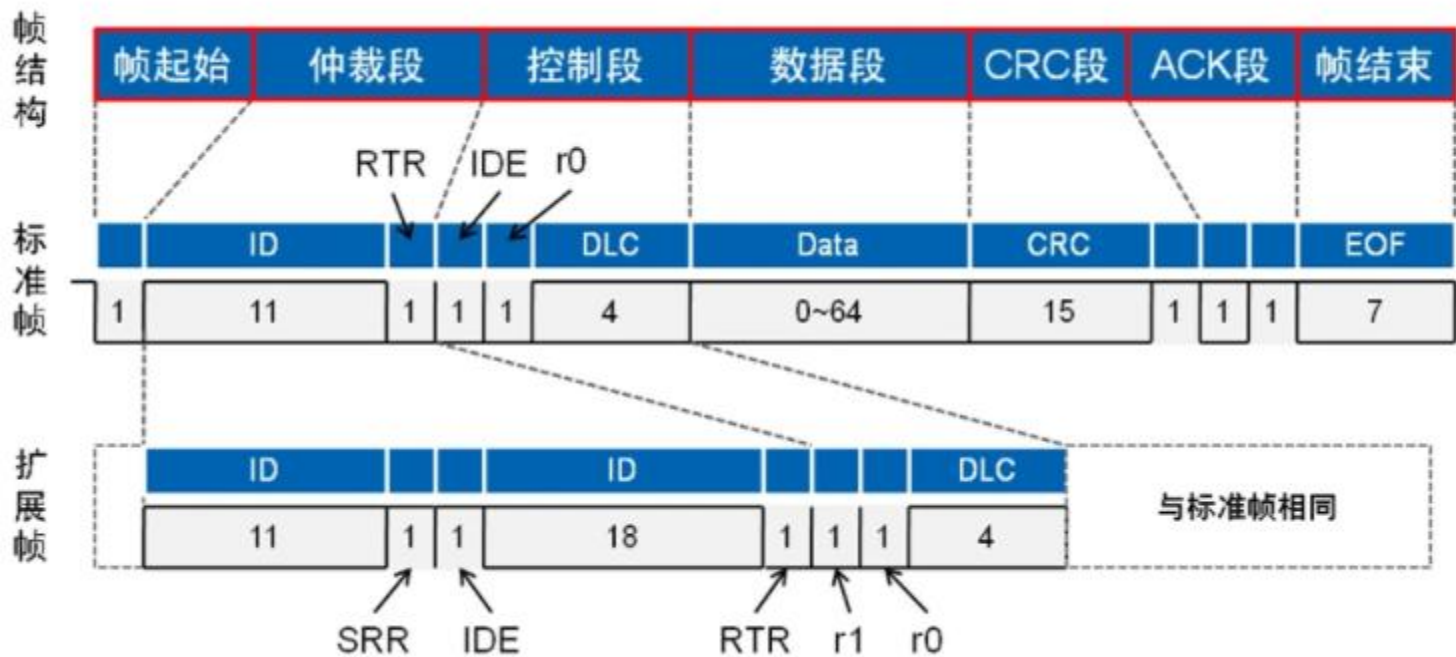 帧结构
帧起始 仲裁段 控制段 数据段 CRC段 ACK段 帧结束
RTR IDE r0
标准帧
ID DLC Data CRC EOF
1 11 1 1 1 4 0~64 15 1 1 1 7
扩展帧
ID ID DLC
与标准帧相同
11 1 1 18 1 1 1 4
SRR IDE RTR r1 r0